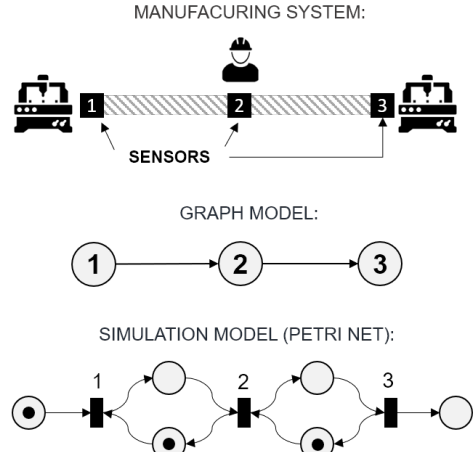 MANUFACURING SYSTEM:
1 2 3
SENSORS
GRAPH MODEL:
1 2 3
SIMULATION MODEL (PETRI NET):
1 2 3